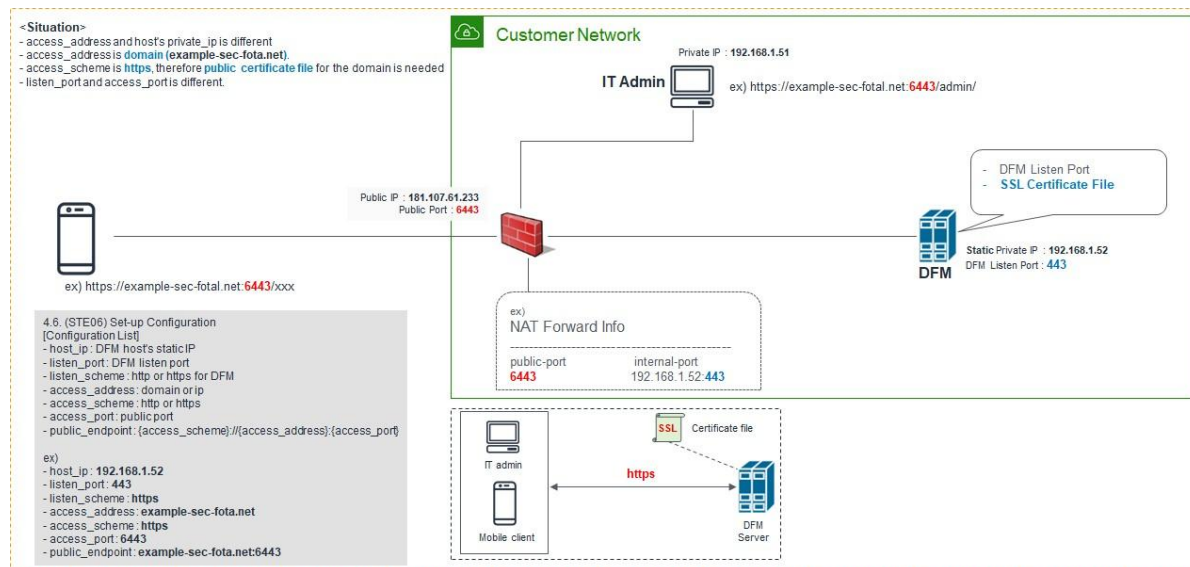 <Situation>
- access_address and host's private_ip is different
- access_address is domain (example-sec-fota.net).
- access_scheme is https, therefore public certificate file for the domain is needed
- listen_port and access_port is different.
Customer Network
Private IP : 192.168.1.51
IT Admin
ex) https://example-sec-fotal.net:6443/admin/
- DFM Listen Port
- SSL Certificate File
Public IP : 181.107.61.233
Public Port : 6443
Static Private IP : 192.168.1.52
DFM Listen Port : 443
DFM
ex) https://example-sec-fotal.net:6443/xxx
ex)
NAT Forward Info
public-port internal-port
6443 192.168.1.52:443
4.6. (STE06) Set-up Configuration
[Configuration List]
- host_ip : DFM host's static IP
- listen_port: DFM listen port
- listen_scheme : http or https for DFM
- access_address: domain or ip
- access_scheme : http or https
- access_port : public port
- public_endpoint : {access_scheme}://{access_address}:{access_port}
ex)
- host_ip : 192.168.1.52
- listen_port : 443
- listen_scheme : https
- access_address: example-sec-fota.net
- access_scheme : https
- access_port : 6443
- public_endpoint : example-sec-fota.net:6443
IT admin
Mobile client
https
SSL
Certificate file
DFM
Server